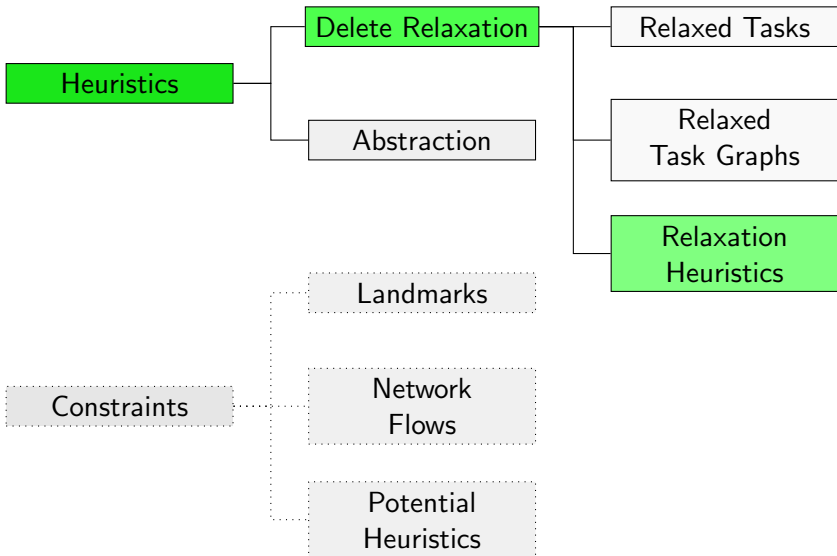 Heuristics
Delete Relaxation
Abstraction
Relaxed Tasks
Relaxed
Task Graphs
Relaxation
Heuristics
Constraints
Landmarks
Network
Flows
Potential
Heuristics